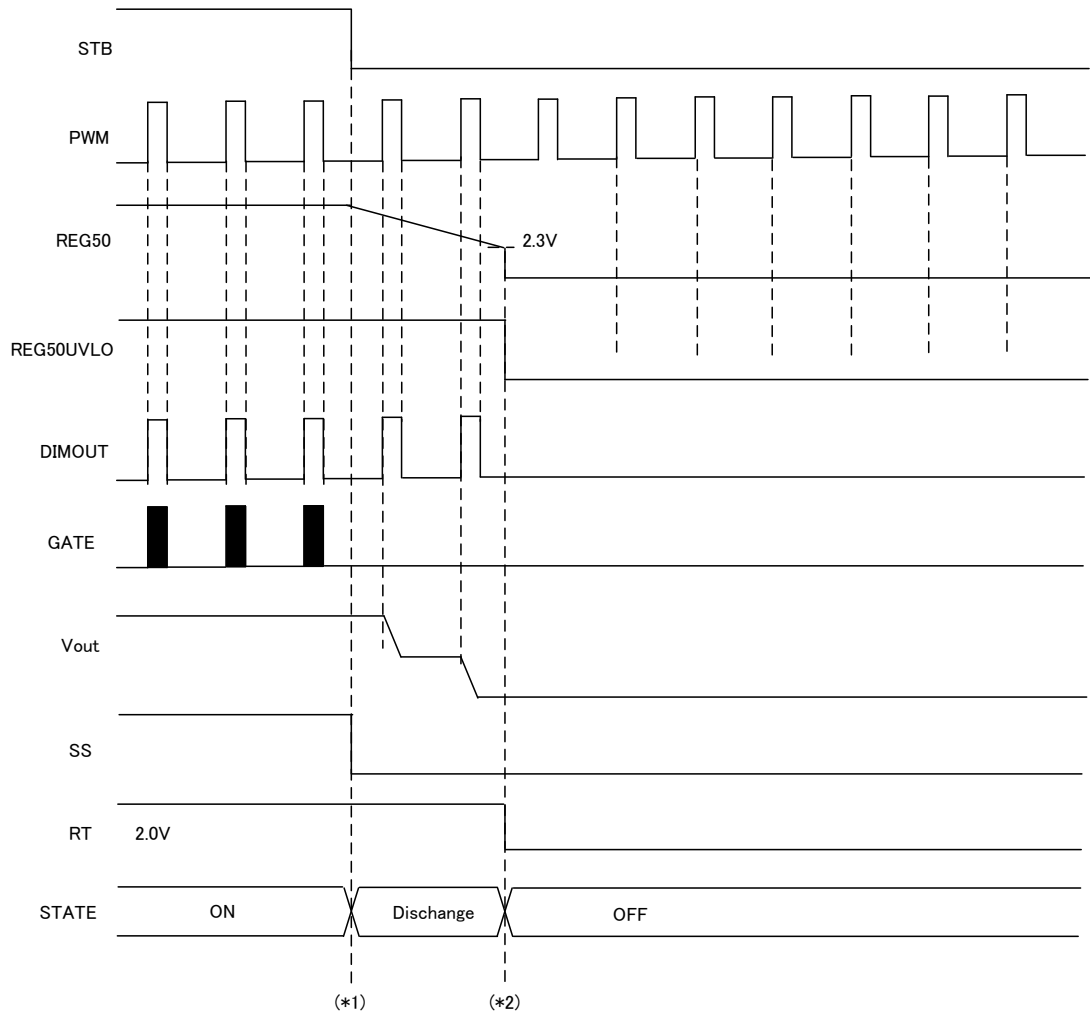 STB
PWM
REG50
2.3V
REG50UVLO
DIMOUT
GATE
Vout
SS
RT 2.0V
STATE ON Dischange OFF
(*1) (*2)